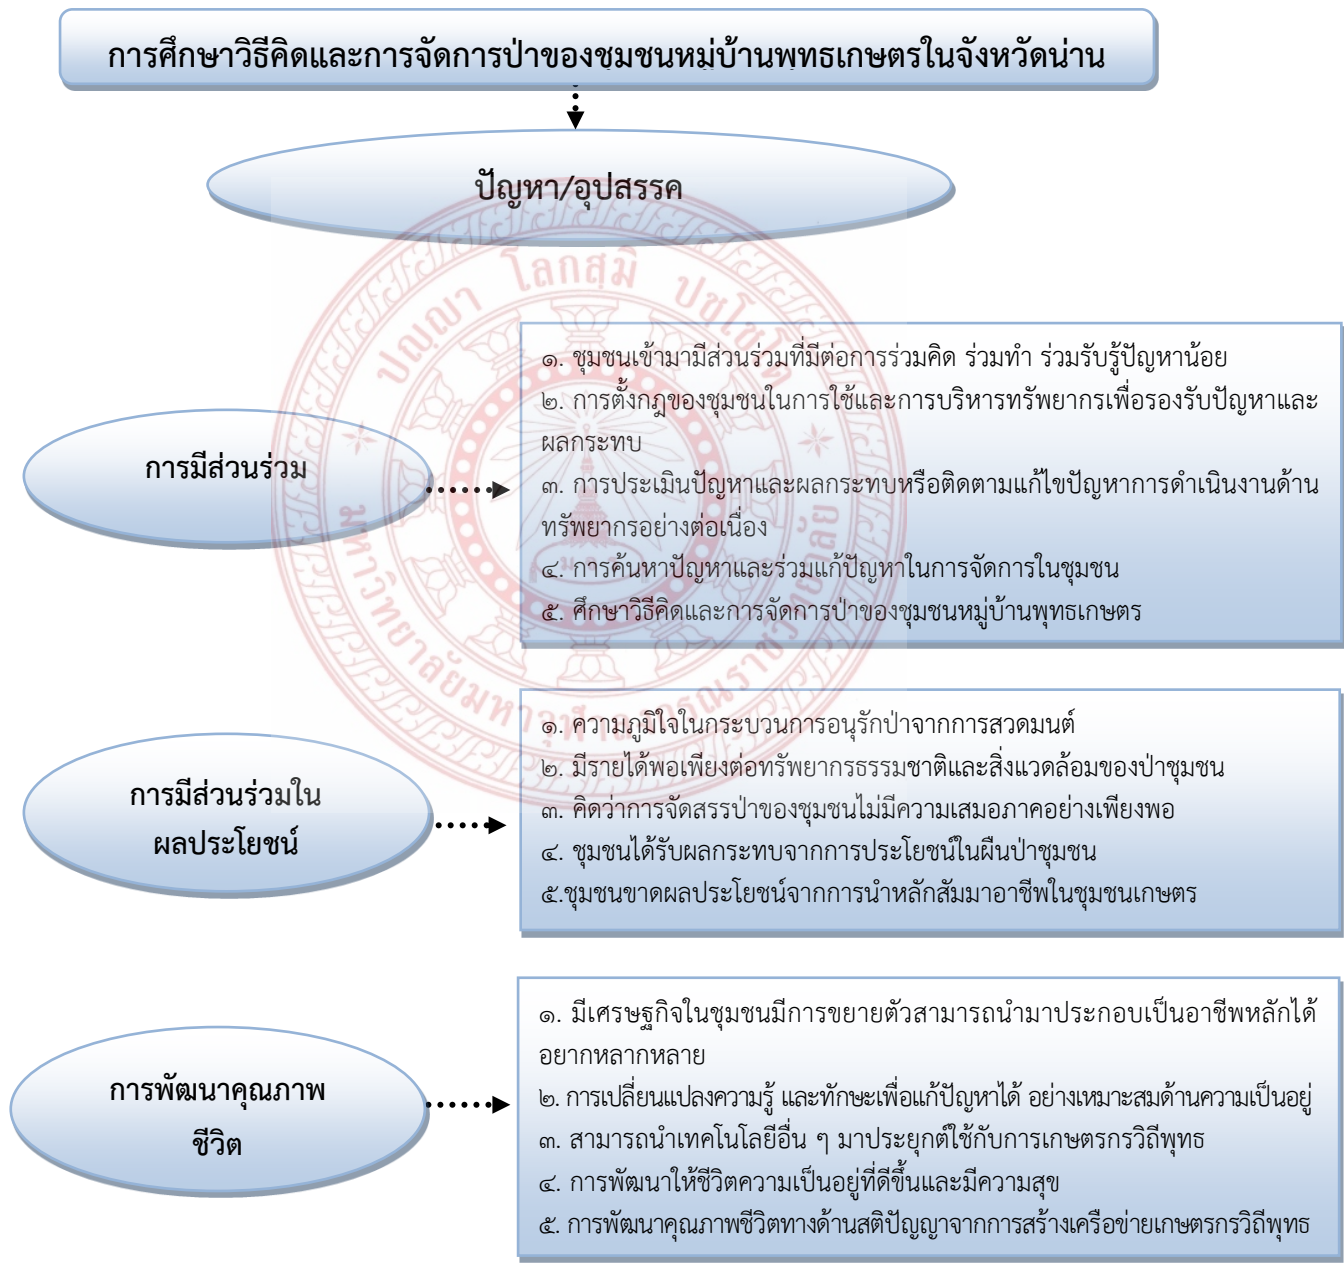 การศึกษาวิธีคิดและการจัดการป่าของชุมชนหมู่บ้านพุทธเกษตรในจังหวัดน่าน
ปัญหา/อุปสรรค
ปญฺญา โลกสฺมิ ปชฺโชโต
การมีส่วนร่วม
๑. ชุมชนเข้ามามีส่วนร่วมที่มีต่อการร่วมคิด ร่วมทำ ร่วมรับรู้ปัญหาน้อย
๒. การตั้งกฎของชุมชนในการใช้และการบริหารทรัพยากรเพื่อรองรับปัญหาและ
ผลกระทบ
๓. การประเมินปัญหาและผลกระทบหรือติดตามแก้ไขปัญหาการดำเนินงานด้าน
ทรัพยากรอย่างต่อเนื่อง
๔. การค้นหาปัญหาและร่วมแก้ปัญหาในการจัดการในชุมชน
๕. ศึกษาวิธีคิดและการจัดการป่าของชุมชนหมู่บ้านพุทธเกษตร
มหาวิทยาลัยมหาจุฬาลงกรณราชวิทยาลัย
การมีส่วนร่วมใน
ผลประโยชน์
๑. ความภูมิใจในกระบวนการอนุรักป่าจากการสวดมนต์
๒. มีรายได้พอเพียงต่อทรัพยากรธรรมชาติและสิ่งแวดล้อมของป่าชุมชน
๓. คิดว่าการจัดสรรป่าของชุมชนไม่มีความเสมอภาคอย่างเพียงพอ
๔. ชุมชนได้รับผลกระทบจากการประโยชน์ในผืนป่าชุมชน
๕.ชุมชนขาดผลประโยชน์จากการนำหลักสัมมาอาชีพในชุมชนเกษตร
การพัฒนาคุณภาพ
ชีวิต
๑. มีเศรษฐกิจในชุมชนมีการขยายตัวสามารถนำมาประกอบเป็นอาชีพหลักได้
อยากหลากหลาย
๒. การเปลี่ยนแปลงความรู้ และทักษะเพื่อแก้ปัญหาได้ อย่างเหมาะสมด้านความเป็นอยู่
๓. สามารถนำเทคโนโลยีอื่น ๆ มาประยุกต์ใช้กับการเกษตรกรวิถีพุทธ
๔. การพัฒนาให้ชีวิตความเป็นอยู่ที่ดีขึ้นและมีความสุข
๕. การพัฒนาคุณภาพชีวิตทางด้านสติปัญญาจากการสร้างเครือข่ายเกษตรกรวิถีพุทธ